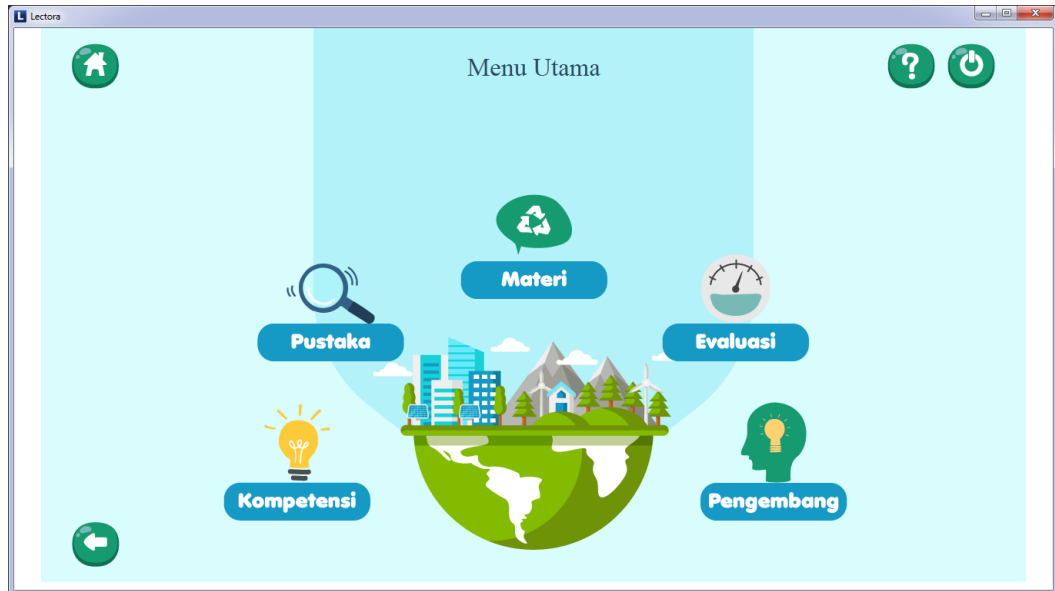 Lectora
Menu Utama
Materi
Pustaka
Evaluasi
Kompetensi
Pengembang